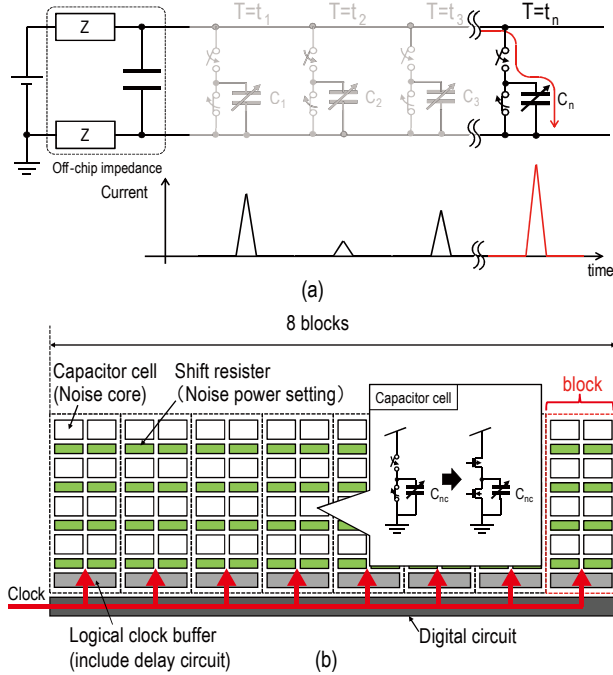 T=t₁ T=t₂ T=t₃ T=tₙ
Z
C₁ C₂ C₃ Cₙ
Z
Off-chip impedance
Current
time
(a)
8 blocks
Capacitor cell
(Noise core)
Shift resister
(Noise power setting)
block
Capacitor cell
Cnc Cnc
Clock
Logical clock buffer
(include delay circuit)
Digital circuit
(b)